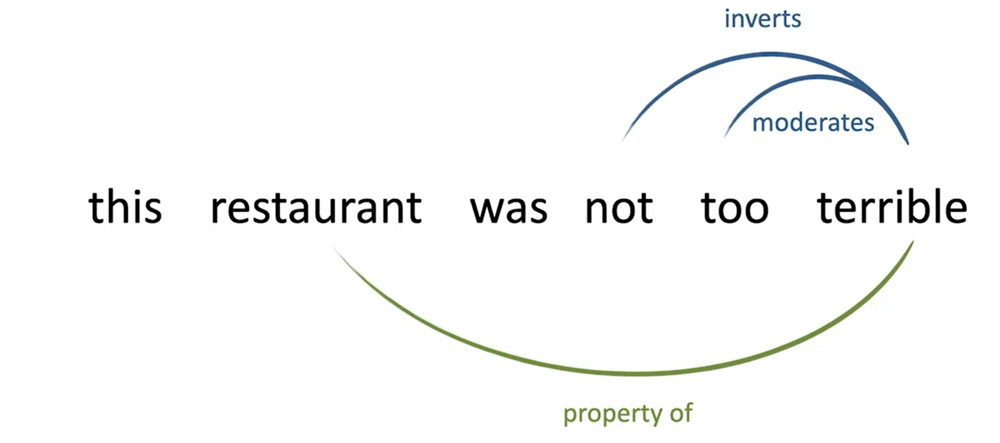 inverts
moderates
this restaurant was not too terrible
property of